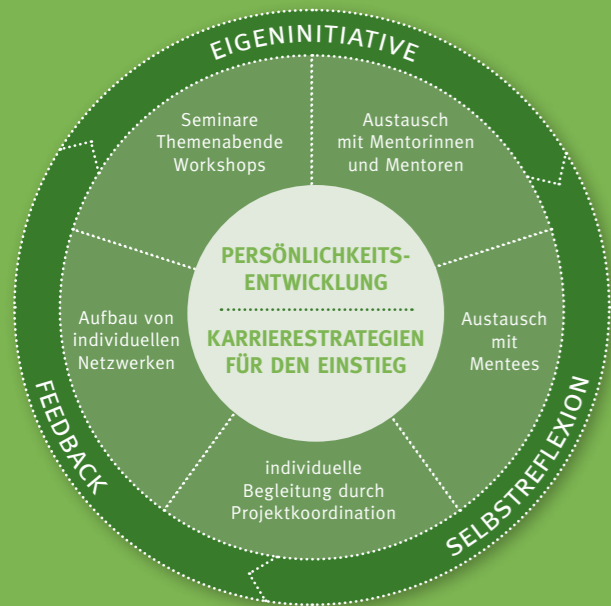 EIGENINITIATIVE
Seminare
Themenabende
Workshops
Austausch
mit Mentorinnen
und Mentoren
PERSÖNLICHKEITS-
ENTWICKLUNG
KARRIERESTRATEGIEN
FÜR DEN EINSTIEG
Aufbau von
individuellen
Netzwerken
Austausch
mit
Mentees
individuelle
Begleitung durch
Projektkoordination
FEEDBACK
SELBSTREFLEXION